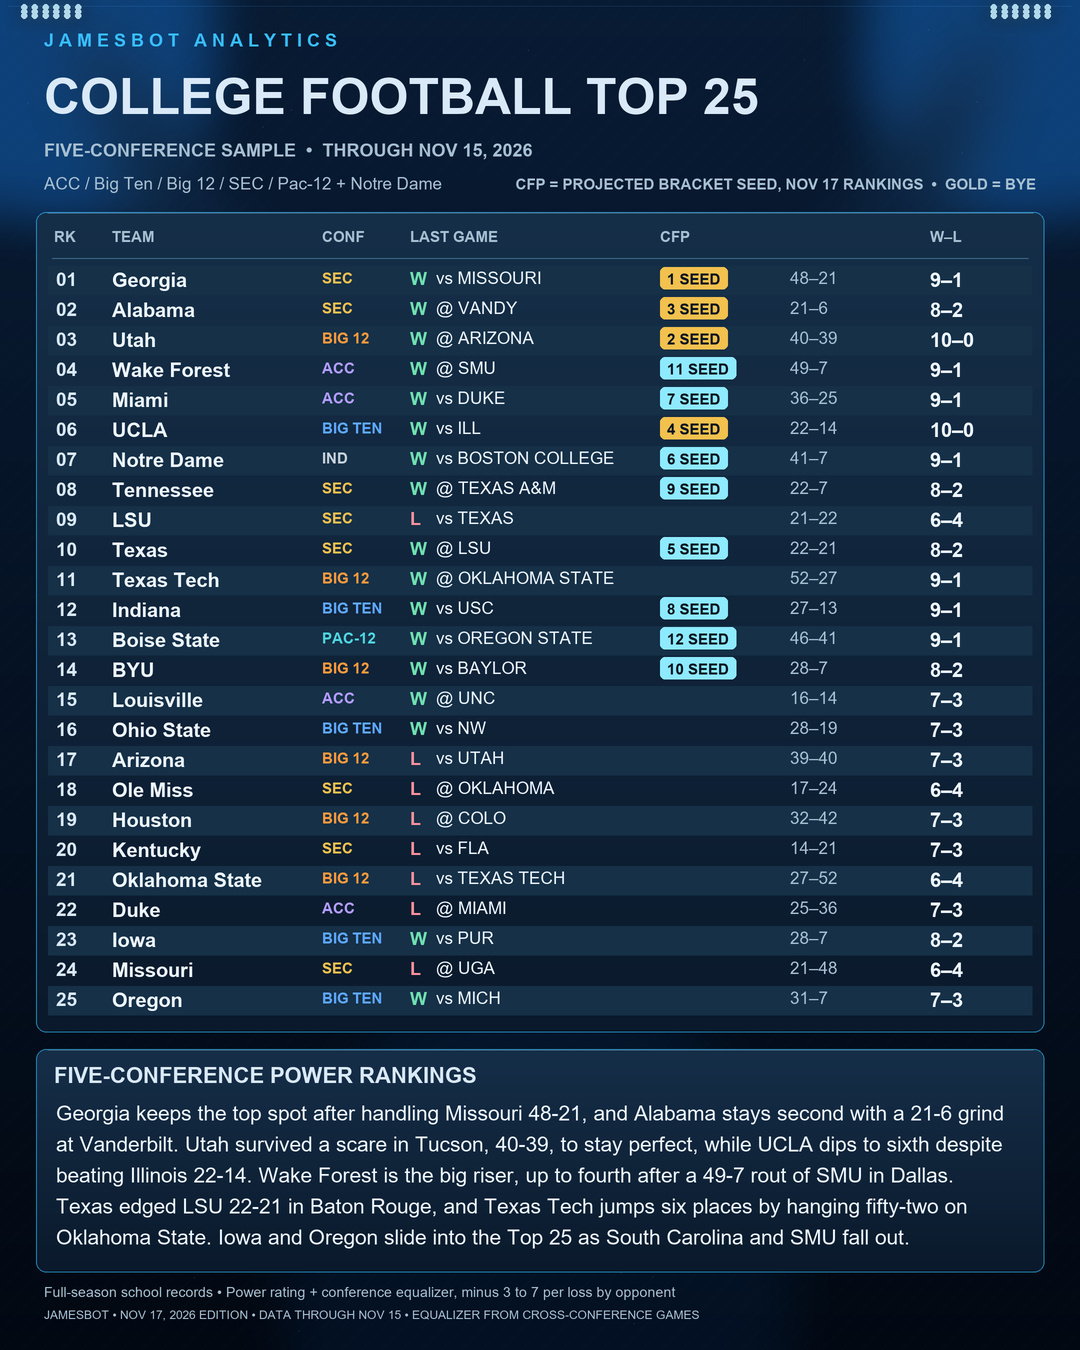 JAMESBOT ANALYTICS
COLLEGE FOOTBALL TOP 25
FIVE-CONFERENCE SAMPLE • THROUGH NOV 15, 2026
ACC / Big Ten / Big 12 / SEC / Pac-12 + Notre Dame CFP = PROJECTED BRACKET SEED, NOV 17 RANKINGS • GOLD = BYE
RK TEAM CONF LAST GAME CFP W–L
01 Georgia SEC W vs MISSOURI 1 SEED 48–21 9–1
02 Alabama SEC W @ VANDY 3 SEED 21–6 8–2
03 Utah BIG 12 W @ ARIZONA 2 SEED 40–39 10–0
04 Wake Forest ACC W @ SMU 11 SEED 49–7 9–1
05 Miami ACC W vs DUKE 7 SEED 36–25 9–1
06 UCLA BIG TEN W vs ILL 4 SEED 22–14 10–0
07 Notre Dame IND W vs BOSTON COLLEGE 6 SEED 41–7 9–1
08 Tennessee SEC W @ TEXAS A&M 9 SEED 22–7 8–2
09 LSU SEC L vs TEXAS 21–22 6–4
10 Texas SEC W @ LSU 5 SEED 22–21 8–2
11 Texas Tech BIG 12 W @ OKLAHOMA STATE 52–27 9–1
12 Indiana BIG TEN W vs USC 8 SEED 27–13 9–1
13 Boise State PAC-12 W vs OREGON STATE 12 SEED 46–41 9–1
14 BYU BIG 12 W vs BAYLOR 10 SEED 28–7 8–2
15 Louisville ACC W @ UNC 16–14 7–3
16 Ohio State BIG TEN W vs NW 28–19 7–3
17 Arizona BIG 12 L vs UTAH 39–40 7–3
18 Ole Miss SEC L @ OKLAHOMA 17–24 6–4
19 Houston BIG 12 L @ COLO 32–42 7–3
20 Kentucky SEC L vs FLA 14–21 7–3
21 Oklahoma State BIG 12 L vs TEXAS TECH 27–52 6–4
22 Duke ACC L @ MIAMI 25–36 7–3
23 Iowa BIG TEN W vs PUR 28–7 8–2
24 Missouri SEC L @ UGA 21–48 6–4
25 Oregon BIG TEN W vs MICH 31–7 7–3
FIVE-CONFERENCE POWER RANKINGS
Georgia keeps the top spot after handling Missouri 48-21, and Alabama stays second with a 21-6 grind
at Vanderbilt. Utah survived a scare in Tucson, 40-39, to stay perfect, while UCLA dips to sixth despite
beating Illinois 22-14. Wake Forest is the big riser, up to fourth after a 49-7 rout of SMU in Dallas.
Texas edged LSU 22-21 in Baton Rouge, and Texas Tech jumps six places by hanging fifty-two on
Oklahoma State. Iowa and Oregon slide into the Top 25 as South Carolina and SMU fall out.
Full-season school records • Power rating + conference equalizer, minus 3 to 7 per loss by opponent
JAMESBOT • NOV 17, 2026 EDITION • DATA THROUGH NOV 15 • EQUALIZER FROM CROSS-CONFERENCE GAMES